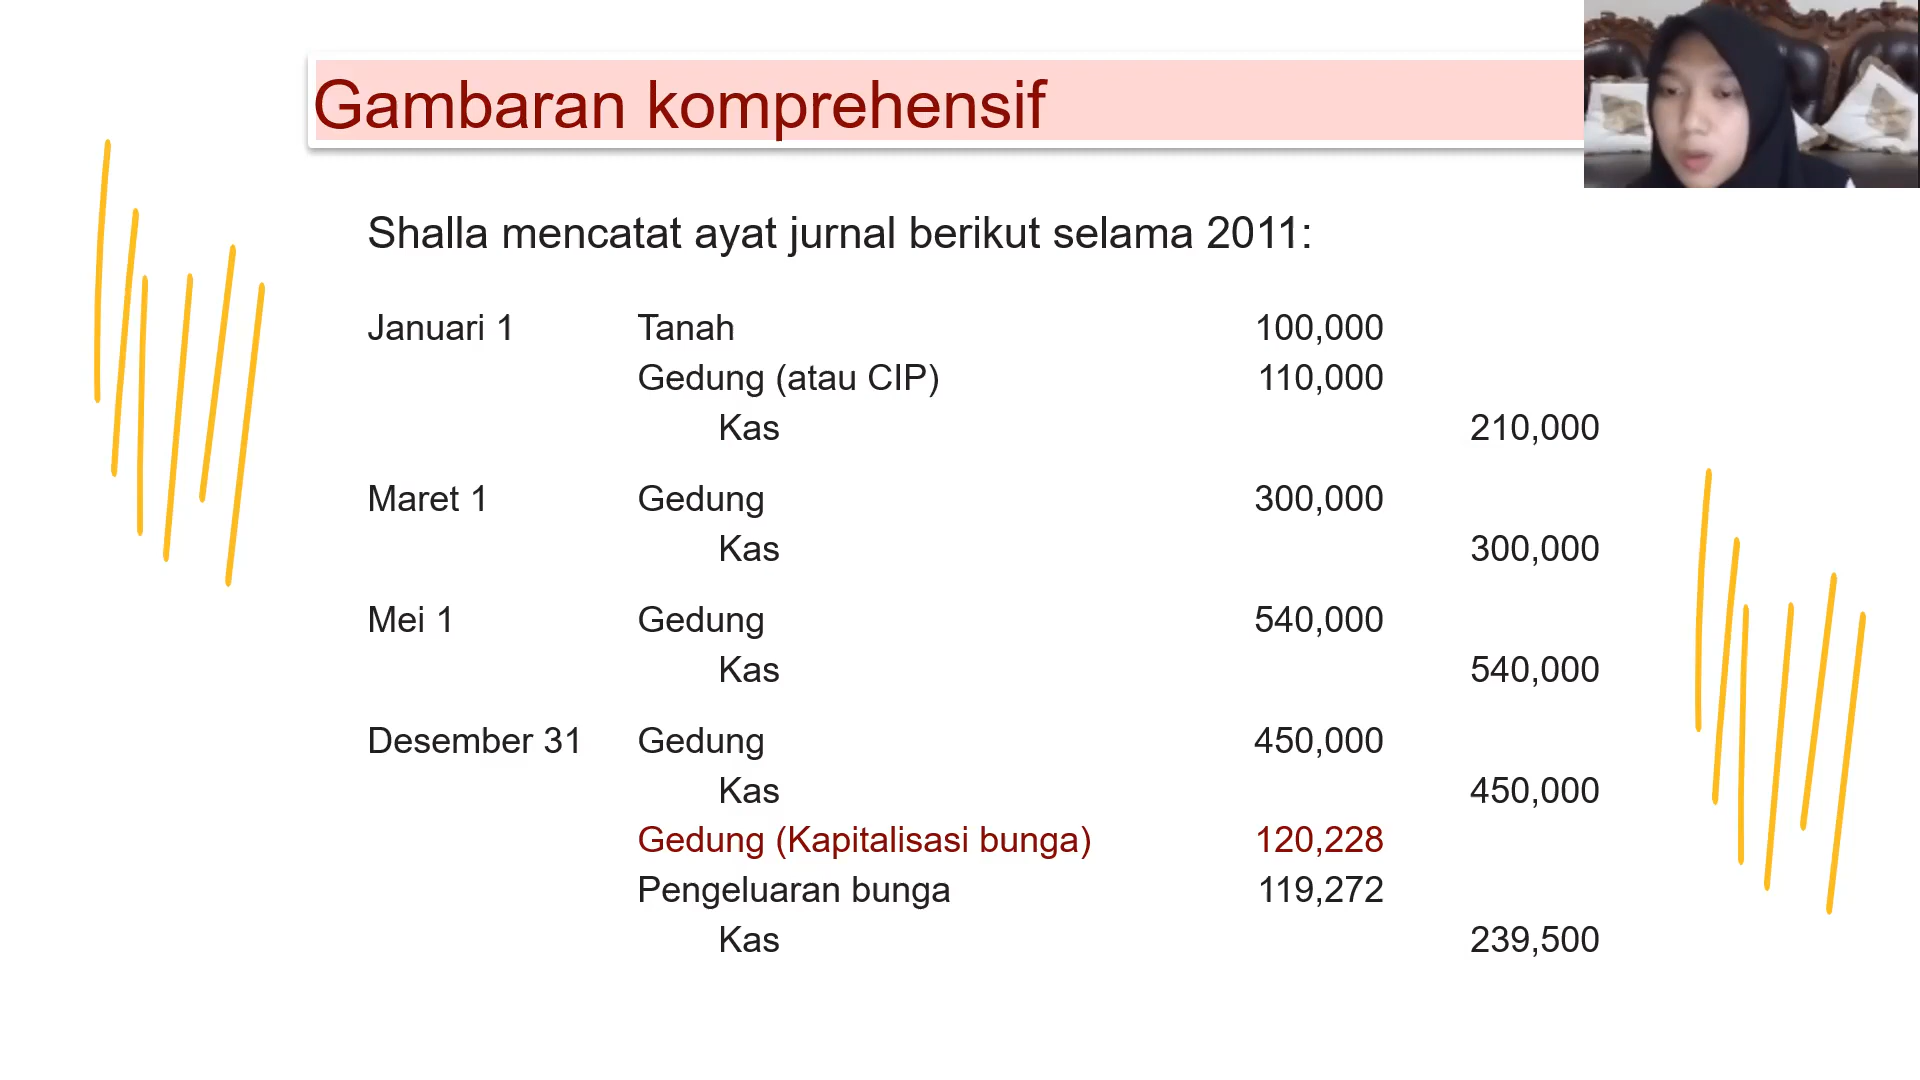 Gambaran komprehensif
Shalla mencatat ayat jurnal berikut selama 2011:
Januari 1 Tanah 100,000
Gedung (atau CIP) 110,000
Kas 210,000
Maret 1 Gedung 300,000
Kas 300,000
Mei 1 Gedung 540,000
Kas 540,000
Desember 31 Gedung 450,000
Kas 450,000
Gedung (Kapitalisasi bunga) 120,228
Pengeluaran bunga 119,272
Kas 239,500